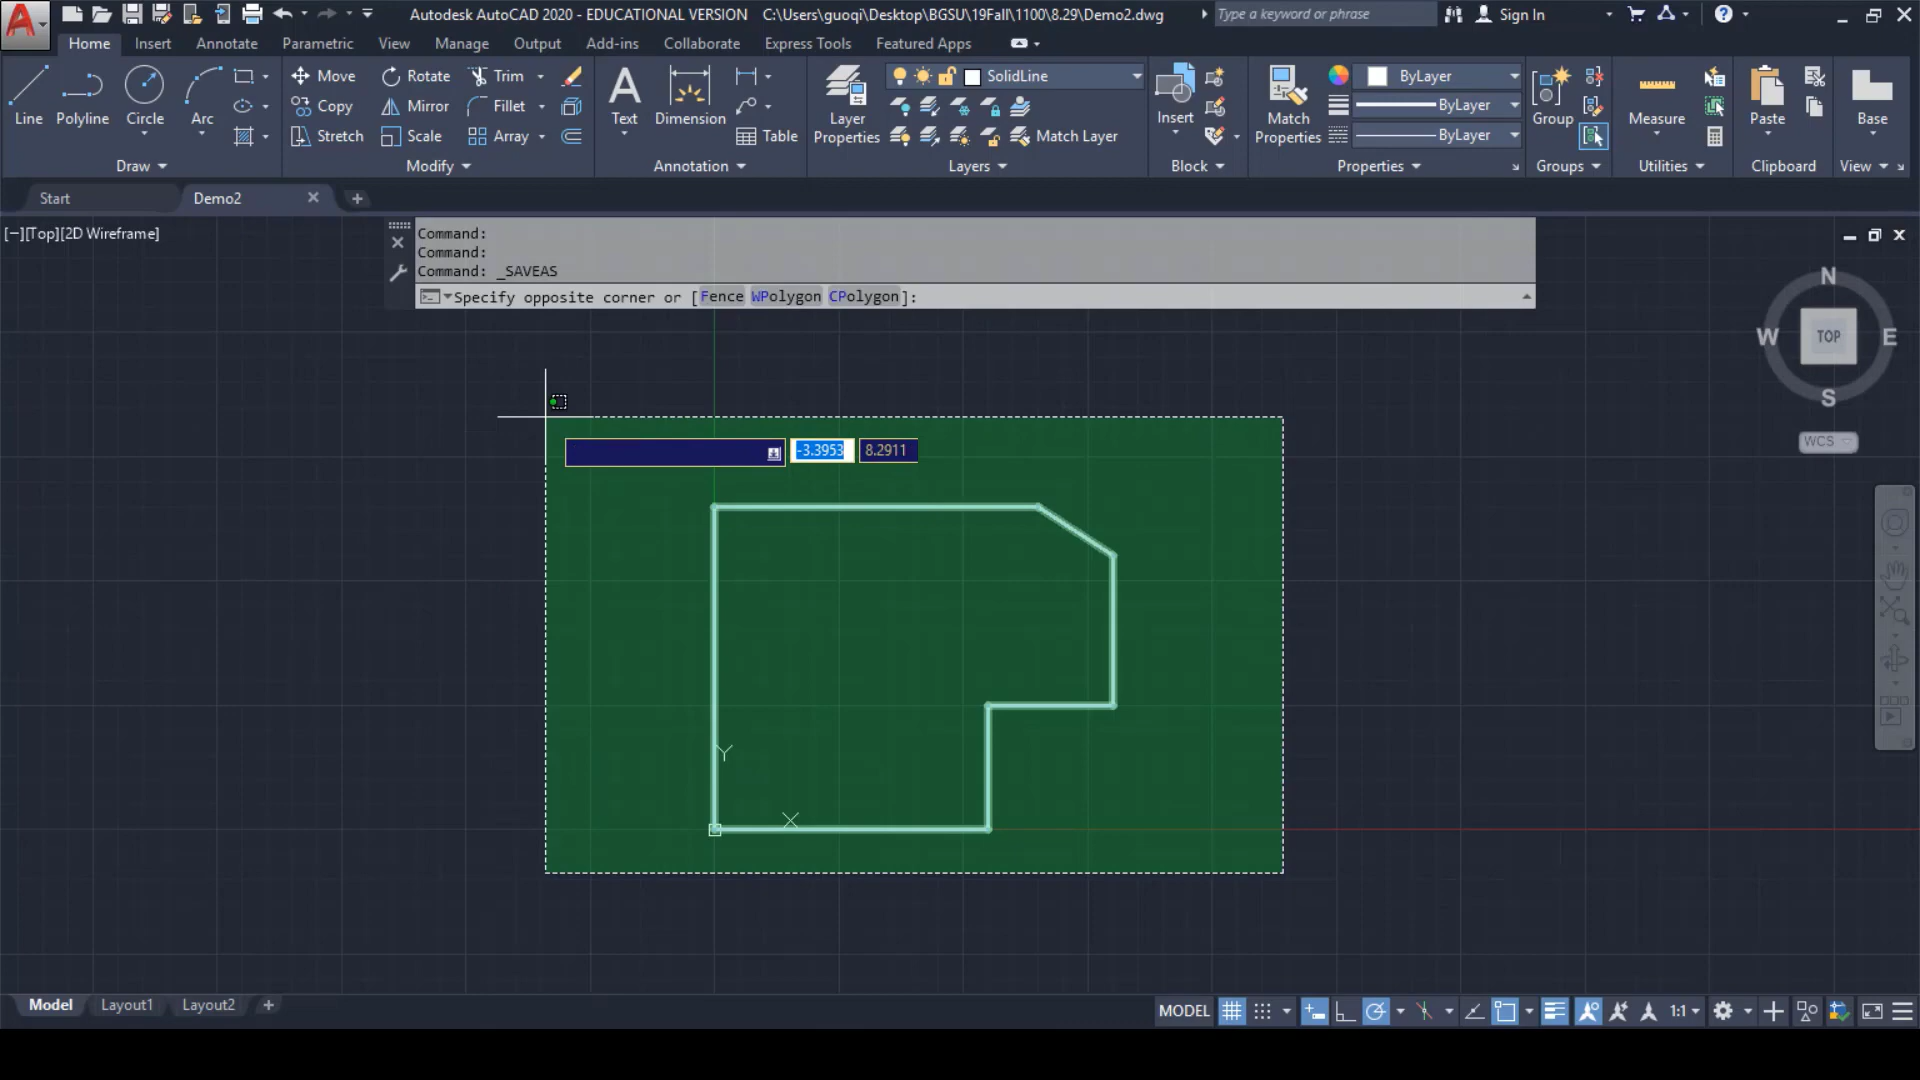 Autodesk AutoCAD 2020 - EDUCATIONAL VERSION C:\Users\guoqi\Desktop\BGSU\19Fall\1100\8.29\Demo2.dwg Type a keyword or phrase Sign In
Home Insert Annotate Parametric View Manage Output Add-ins Collaborate Express Tools Featured Apps
Line Polyline Circle Arc
Move Rotate Trim
Copy Mirror Fillet
Stretch Scale Array
Text Dimension Table
Layer Properties
SolidLine
Match Layer
Insert
Match Properties
ByLayer
ByLayer
ByLayer
Group Measure Paste Base
Draw Modify Annotation Layers Block Properties Groups Utilities Clipboard View
Start Demo2
[−][Top][2D Wireframe]
Command:
Command:
Command: _SAVEAS
Specify opposite corner or [Fence WPolygon CPolygon]:
N
W TOP E
S
WCS
-3.3953 8.2911
Y
X
Model Layout1 Layout2
MODEL 1:1